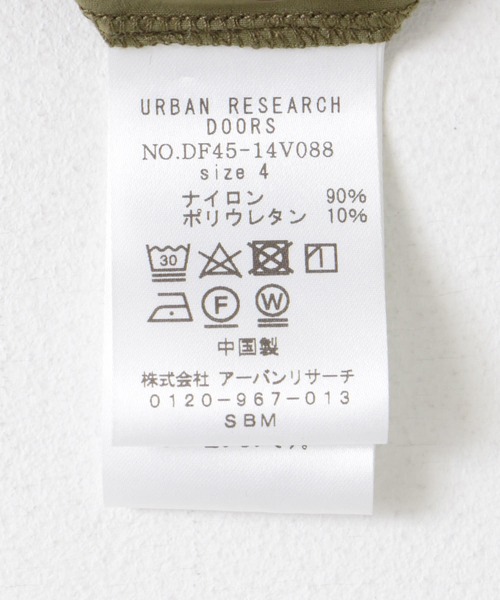 URBAN RESEARCH
DOORS
NO.DF45-14V088
size 4
ナイロン 90%
ポリウレタン 10%
30
F W
中国製
株式会社 アーバンリサーチ
0120-967-013
SBM